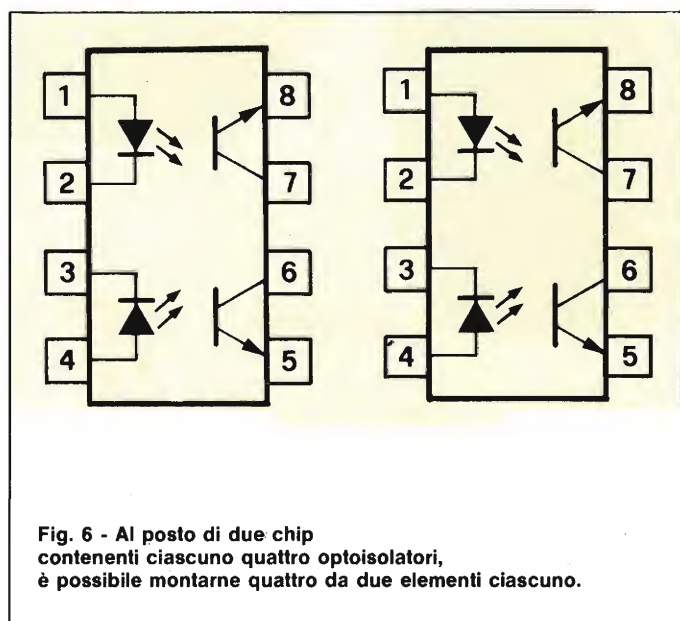 1 8 1 8
2 7 2 7
3 6 3 6
4 5 4 5
Fig. 6 - Al posto di due chip
contenenti ciascuno quattro optoisolatori,
è possibile montarne quattro da due elementi ciascuno.